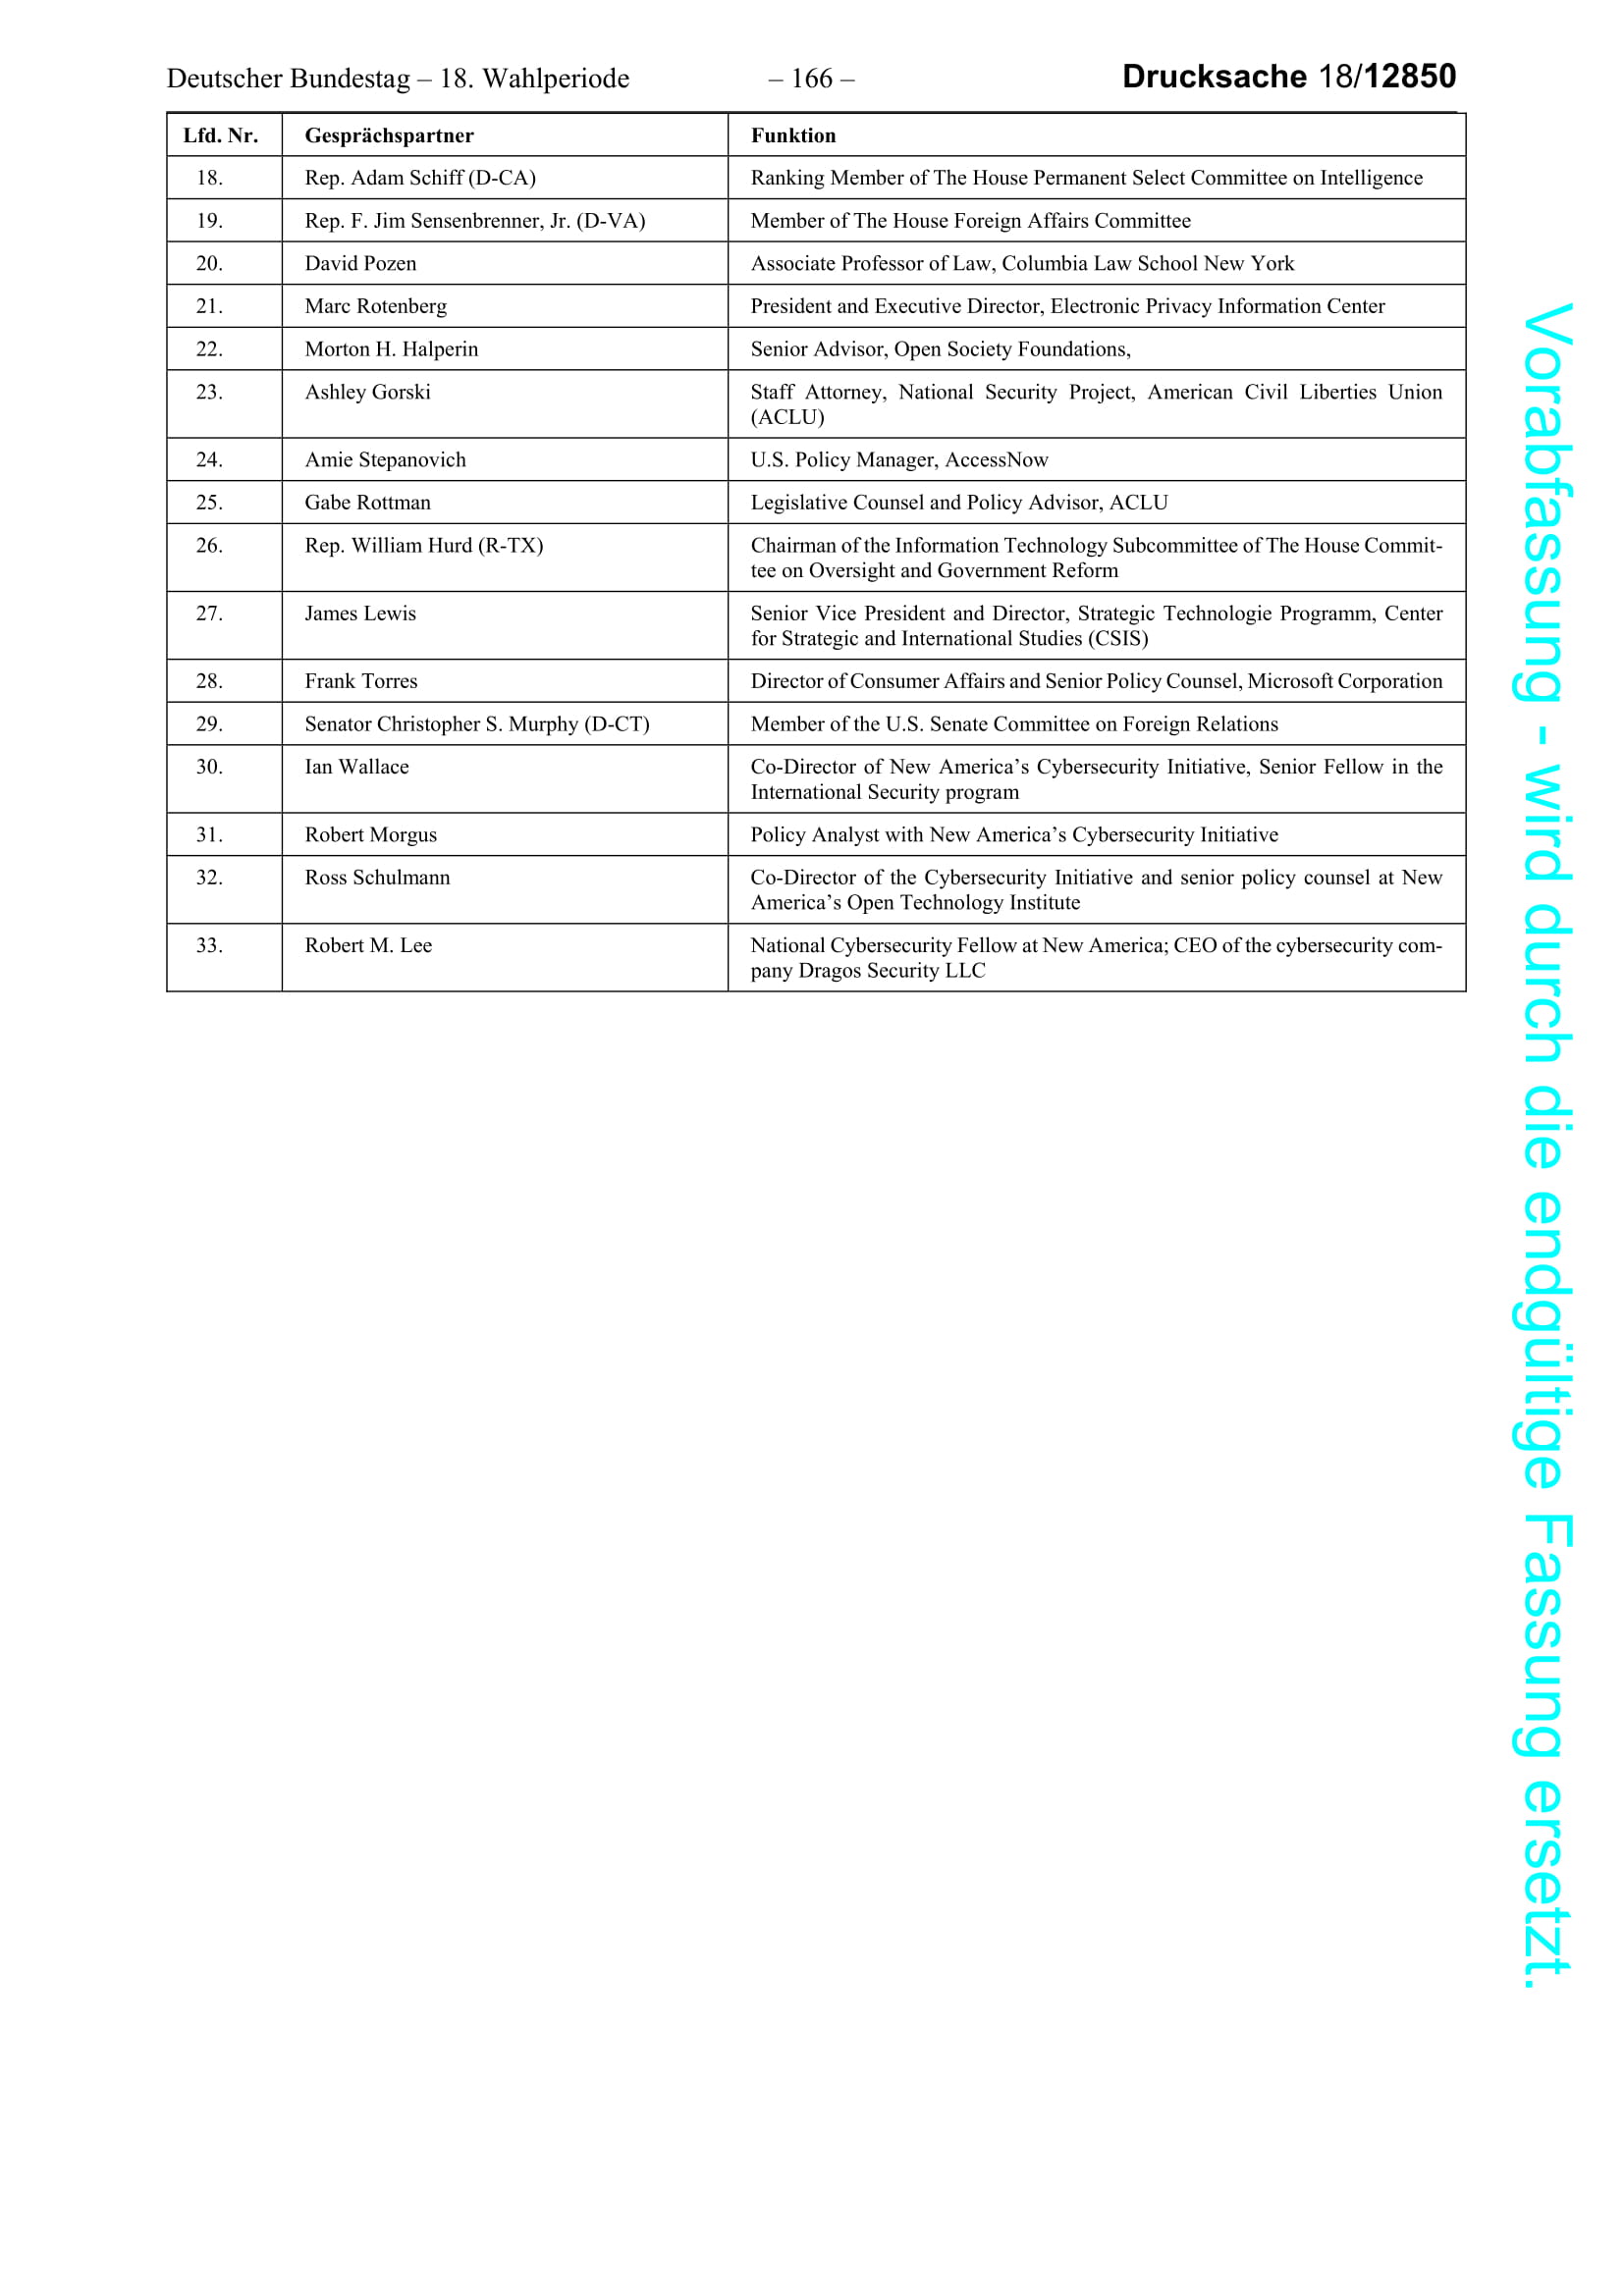 Deutscher Bundestag – 18. Wahlperiode – 166 – Drucksache 18/12850
Lfd. Nr. Gesprächspartner Funktion
18. Rep. Adam Schiff (D-CA) Ranking Member of The House Permanent Select Committee on Intelligence
19. Rep. F. Jim Sensenbrenner, Jr. (D-VA) Member of The House Foreign Affairs Committee
20. David Pozen Associate Professor of Law, Columbia Law School New York
21. Marc Rotenberg President and Executive Director, Electronic Privacy Information Center
22. Morton H. Halperin Senior Advisor, Open Society Foundations,
23. Ashley Gorski Staff Attorney, National Security Project, American Civil Liberties Union
(ACLU)
24. Amie Stepanovich U.S. Policy Manager, AccessNow
25. Gabe Rottman Legislative Counsel and Policy Advisor, ACLU
26. Rep. William Hurd (R-TX) Chairman of the Information Technology Subcommittee of The House Commit-
tee on Oversight and Government Reform
27. James Lewis Senior Vice President and Director, Strategic Technologie Programm, Center
for Strategic and International Studies (CSIS)
28. Frank Torres Director of Consumer Affairs and Senior Policy Counsel, Microsoft Corporation
29. Senator Christopher S. Murphy (D-CT) Member of the U.S. Senate Committee on Foreign Relations
30. Ian Wallace Co-Director of New America’s Cybersecurity Initiative, Senior Fellow in the
International Security program
31. Robert Morgus Policy Analyst with New America’s Cybersecurity Initiative
32. Ross Schulmann Co-Director of the Cybersecurity Initiative and senior policy counsel at New
America’s Open Technology Institute
33. Robert M. Lee National Cybersecurity Fellow at New America; CEO of the cybersecurity com-
pany Dragos Security LLC
Vorabfassung - wird durch die endgültige Fassung ersetzt.